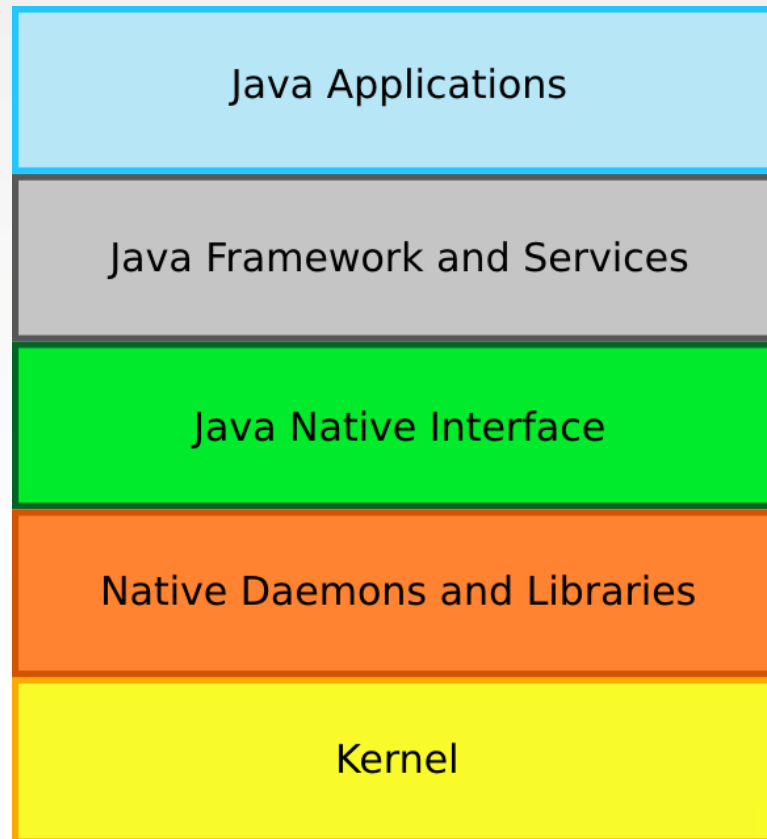 Java Applications
Java Framework and Services
Java Native Interface
Native Daemons and Libraries
Kernel